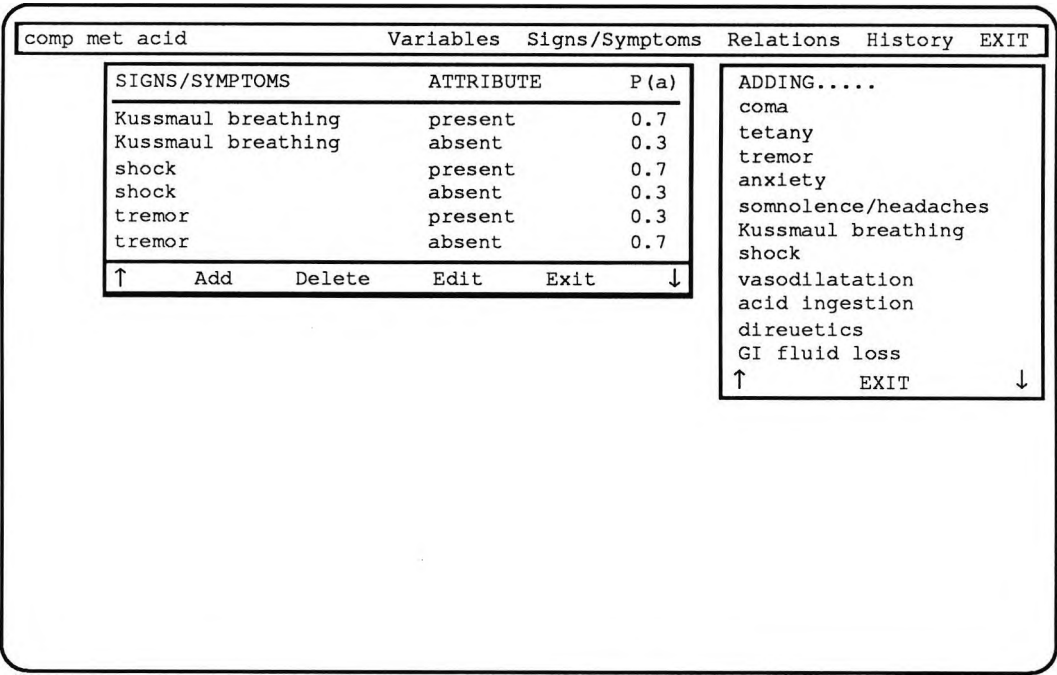 comp met acid Variables Signs/Symptoms Relations History EXIT
SIGNS/SYMPTOMS ATTRIBUTE P(a)
Kussmaul breathing present 0.7
Kussmaul breathing absent 0.3
shock present 0.7
shock absent 0.3
tremor present 0.3
tremor absent 0.7
↑ Add Delete Edit Exit ↓
ADDING.....
coma
tetany
tremor
anxiety
somnolence/headaches
Kussmaul breathing
shock
vasodilatation
acid ingestion
direuetics
GI fluid loss
↑ EXIT ↓